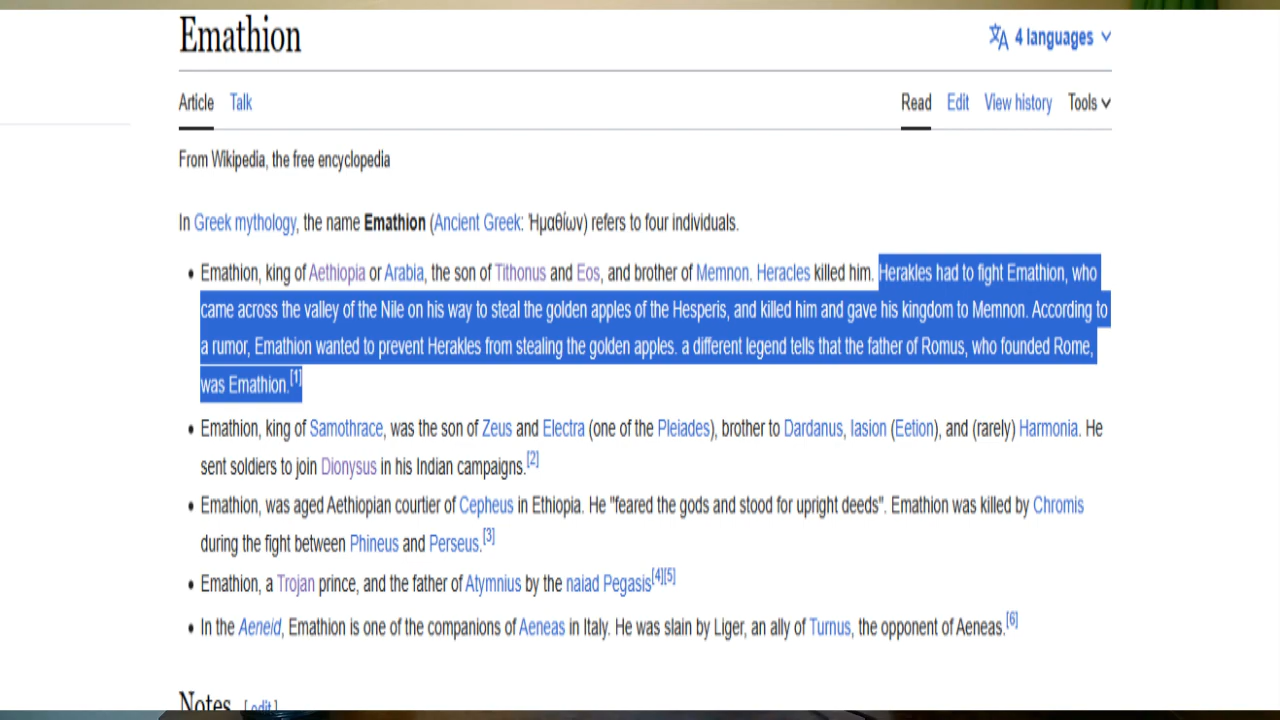 Emathion
4 languages
Article Talk
Read Edit View history Tools
From Wikipedia, the free encyclopedia
In Greek mythology, the name Emathion (Ancient Greek: Ἠμαθίων) refers to four individuals.
• Emathion, king of Aethiopia or Arabia, the son of Tithonus and Eos, and brother of Memnon. Heracles killed him. Herakles had to fight Emathion, who
came across the valley of the Nile on his way to steal the golden apples of the Hesperis, and killed him and gave his kingdom to Memnon. According to
a rumor, Emathion wanted to prevent Herakles from stealing the golden apples. a different legend tells that the father of Romus, who founded Rome,
was Emathion.[1]
• Emathion, king of Samothrace, was the son of Zeus and Electra (one of the Pleiades), brother to Dardanus, Iasion (Eetion), and (rarely) Harmonia. He
sent soldiers to join Dionysus in his Indian campaigns.[2]
• Emathion, was aged Aethiopian courtier of Cepheus in Ethiopia. He "feared the gods and stood for upright deeds". Emathion was killed by Chromis
during the fight between Phineus and Perseus.[3]
• Emathion, a Trojan prince, and the father of Atymnius by the naiad Pegasis[4][5]
• In the Aeneid, Emathion is one of the companions of Aeneas in Italy. He was slain by Liger, an ally of Turnus, the opponent of Aeneas.[6]
Notes [edit]